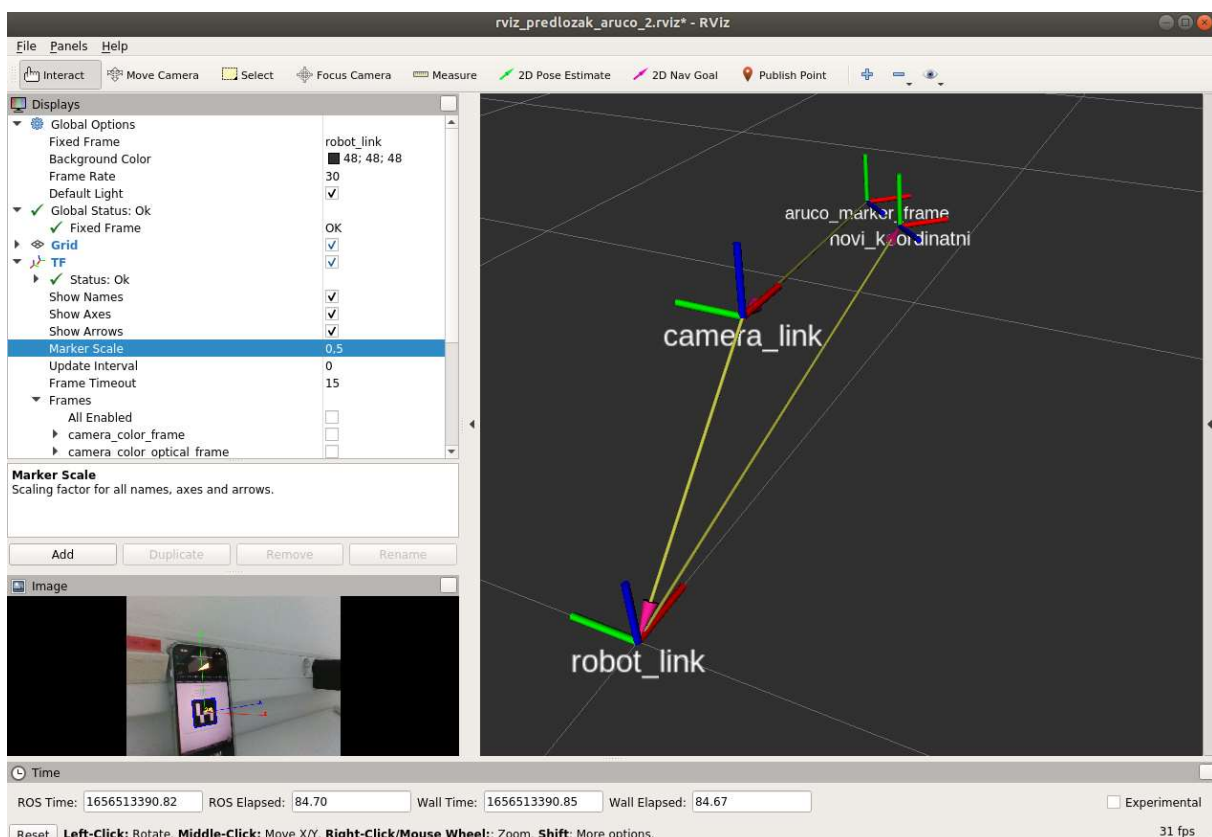 rviz_predlozak_aruco_2.rviz* - RViz
File Panels Help
Interact Move Camera Select Focus Camera Measure 2D Pose Estimate 2D Nav Goal Publish Point
Displays
Global Options
Fixed Frame robot_link
Background Color 48; 48; 48
Frame Rate 30
Default Light
Global Status: Ok
Fixed Frame OK
Grid
TF
Status: Ok
Show Names
Show Axes
Show Arrows
Marker Scale 0,5
Update Interval 0
Frame Timeout 15
Frames
All Enabled
camera_color_frame
camera_color_optical_frame
Marker Scale
Scaling factor for all names, axes and arrows.
Add Duplicate Remove Rename
Image
aruco_marker_frame
novi_koordinatni
camera_link
robot_link
Time
ROS Time: 1656513390.82 ROS Elapsed: 84.70 Wall Time: 1656513390.85 Wall Elapsed: 84.67 Experimental
Reset Left-Click: Rotate. Middle-Click: Move X/Y. Right-Click/Mouse Wheel:: Zoom. Shift: More options. 31 fps